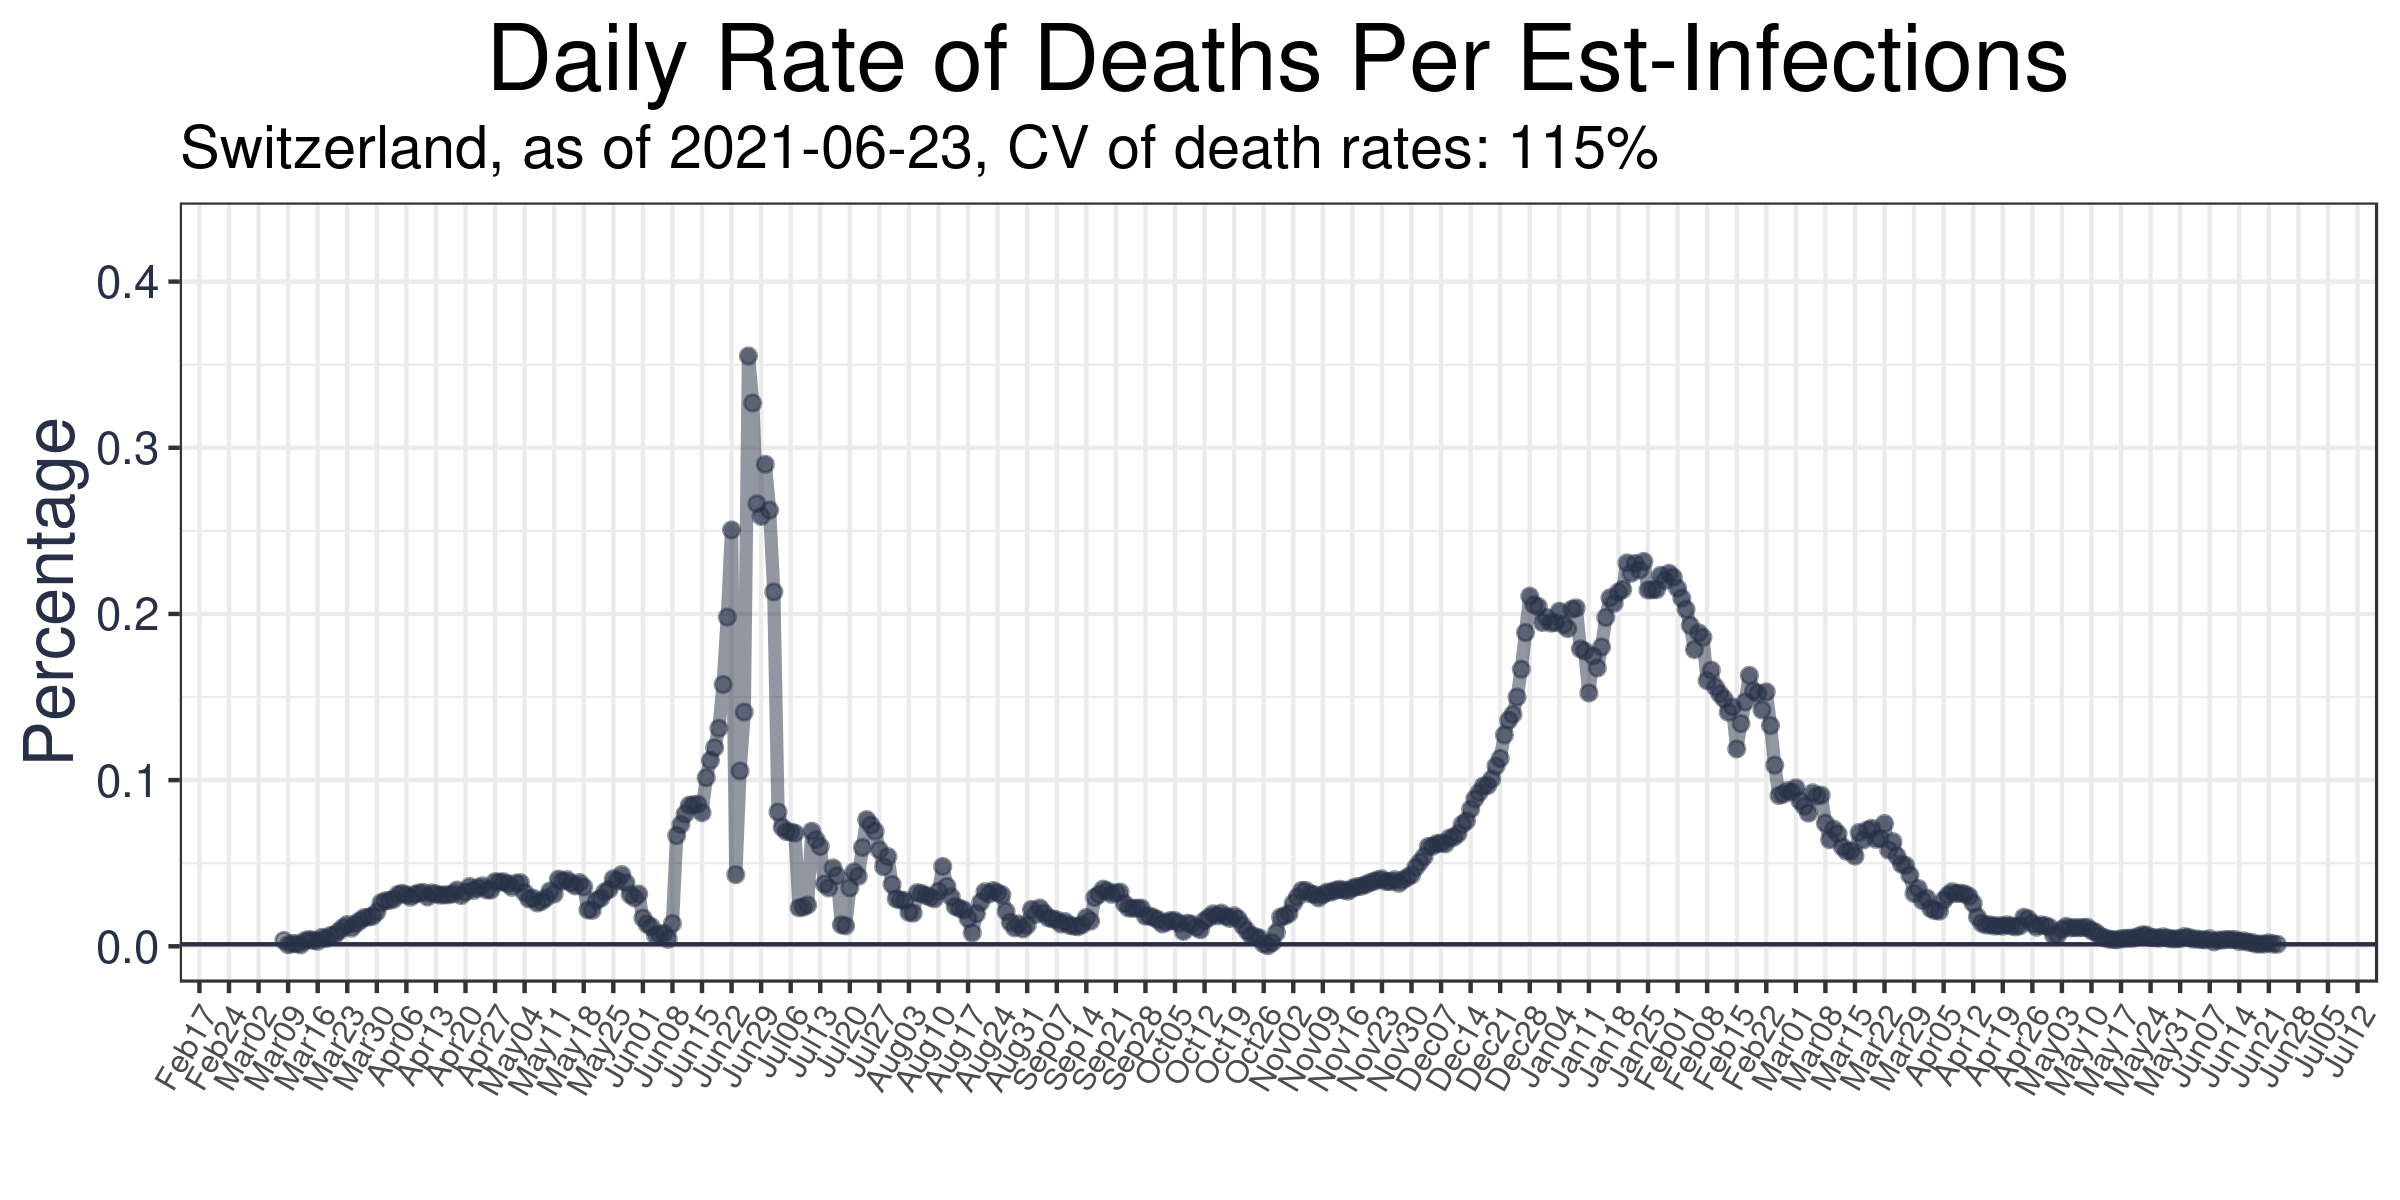 Daily Rate of Deaths Per Est-Infections
Switzerland, as of 2021-06-23, CV of death rates: 115%
Percentage
0.4
0.3
0.2
0.1
0.0
Feb17 Feb24 Mar02 Mar09 Mar16 Mar23 Mar30 Apr06 Apr13 Apr20 Apr27 May04 May11 May18 May25 Jun01 Jun08 Jun15 Jun22 Jun29 Jul06 Jul13 Jul20 Jul27 Aug03 Aug10 Aug17 Aug24 Aug31 Sep07 Sep14 Sep21 Sep28 Oct05 Oct12 Oct19 Oct26 Nov02 Nov09 Nov16 Nov23 Nov30 Dec07 Dec14 Dec21 Dec28 Jan04 Jan11 Jan18 Jan25 Feb01 Feb08 Feb15 Feb22 Mar01 Mar08 Mar15 Mar22 Mar29 Apr05 Apr12 Apr19 Apr26 May03 May10 May17 May24 May31 Jun07 Jun14 Jun21 Jun28 Jul05 Jul12